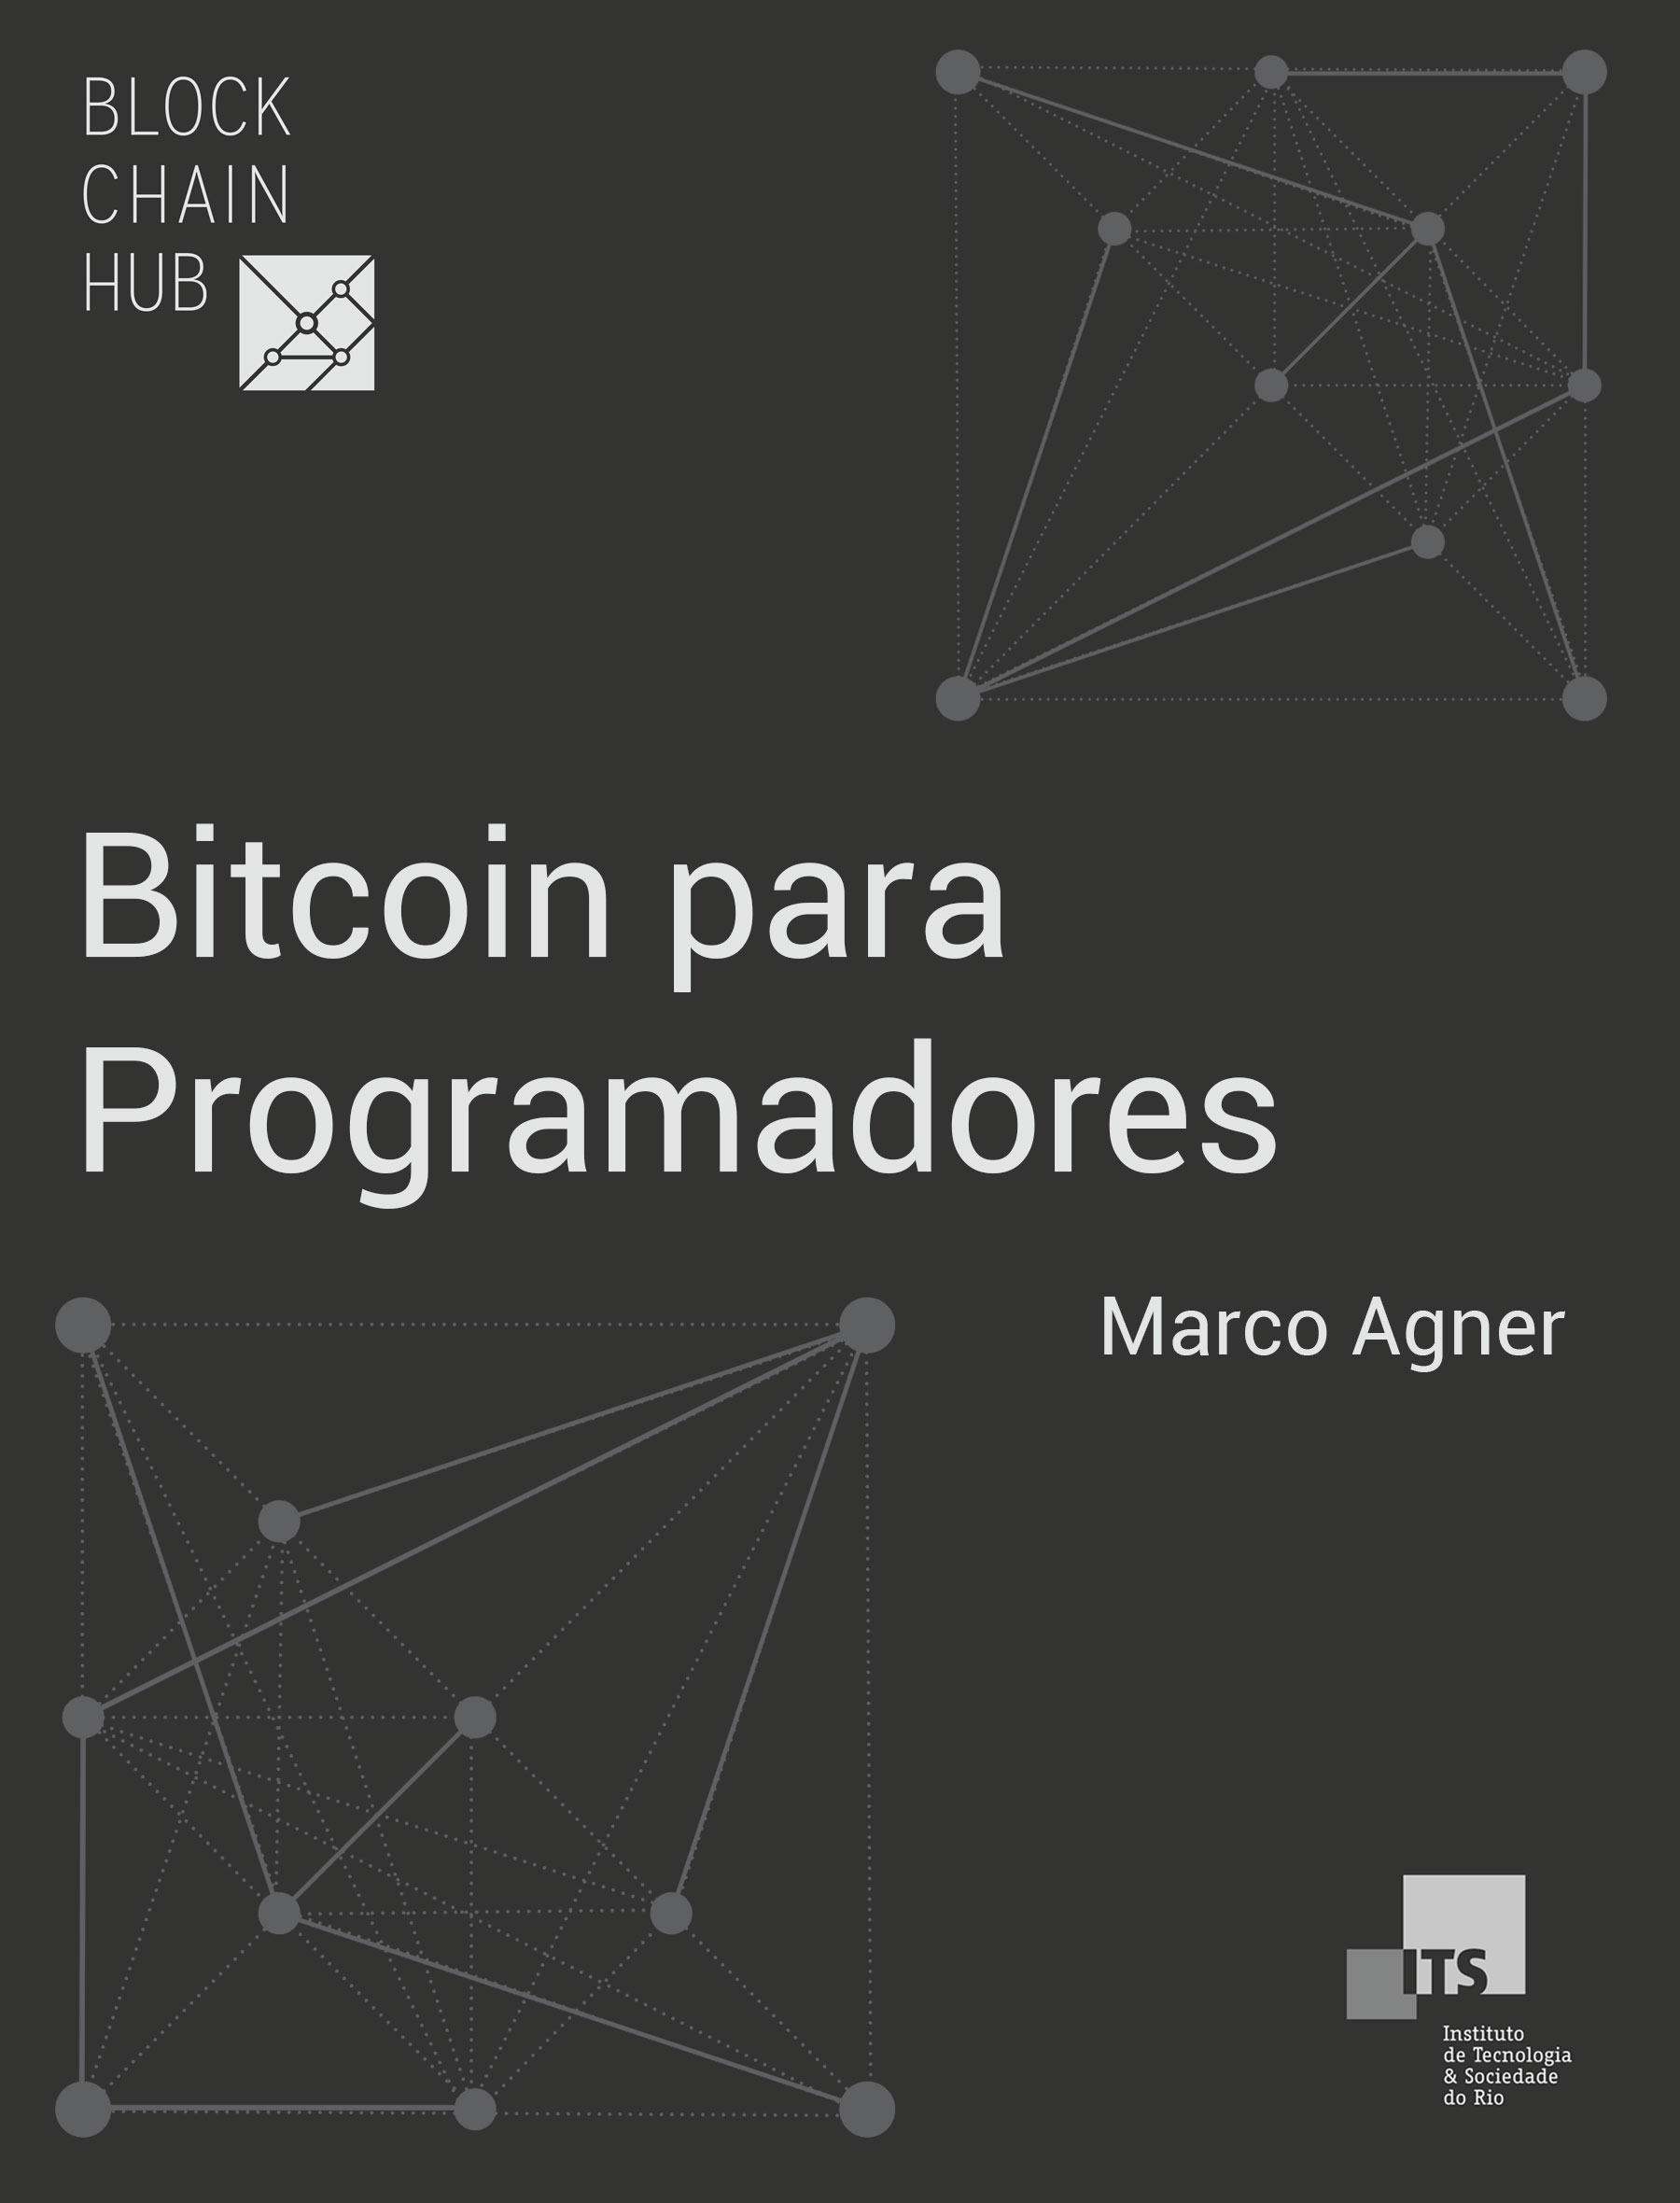 BLOCK
CHAIN
HUB
Bitcoin para
Programadores
Marco Agner
ITS
Instituto
de Tecnologia
& Sociedade
do Rio